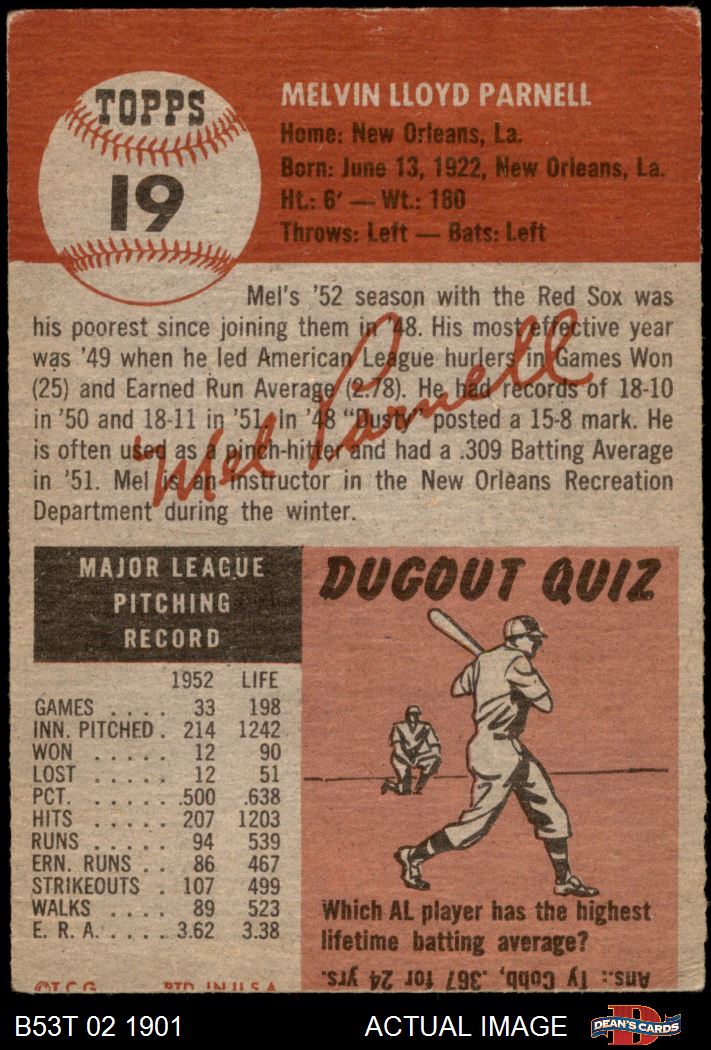 TOPPS
19
MELVIN LLOYD PARNELL
Home: New Orleans, La.
Born: June 13, 1922, New Orleans, La.
Ht.: 6' — Wt.: 180
Throws: Left — Bats: Left
Mel's '52 season with the Red Sox was
his poorest since joining them in '48. His most effective year
was '49 when he led American League hurlers in Games Won
(25) and Earned Run Average (2.78). He had records of 18-10
in '50 and 18-11 in '51. In '48 "Dusty" posted a 15-8 mark. He
is often used as a pinch-hitter and had a .309 Batting Average
in '51. Mel is an instructor in the New Orleans Recreation
Department during the winter.
Mel Parnell
MAJOR LEAGUE
PITCHING
RECORD
1952 LIFE
GAMES .... 33 198
INN. PITCHED . 214 1242
WON ..... 12 90
LOST ..... 12 51
PCT. ...... .500 .638
HITS ..... 207 1203
RUNS ..... 94 539
ERN. RUNS .. 86 467
STRIKEOUTS . 107 499
WALKS .... 89 523
E. R. A. .... 3.62 3.38
©T.C.G. PTD. IN U.S.A.
DUGOUT QUIZ
Which AL player has the highest
lifetime batting average?
Ans.: Ty Cobb, .367 for 24 yrs.
B53T 02 1901
ACTUAL IMAGE
D
DEAN'S CARDS